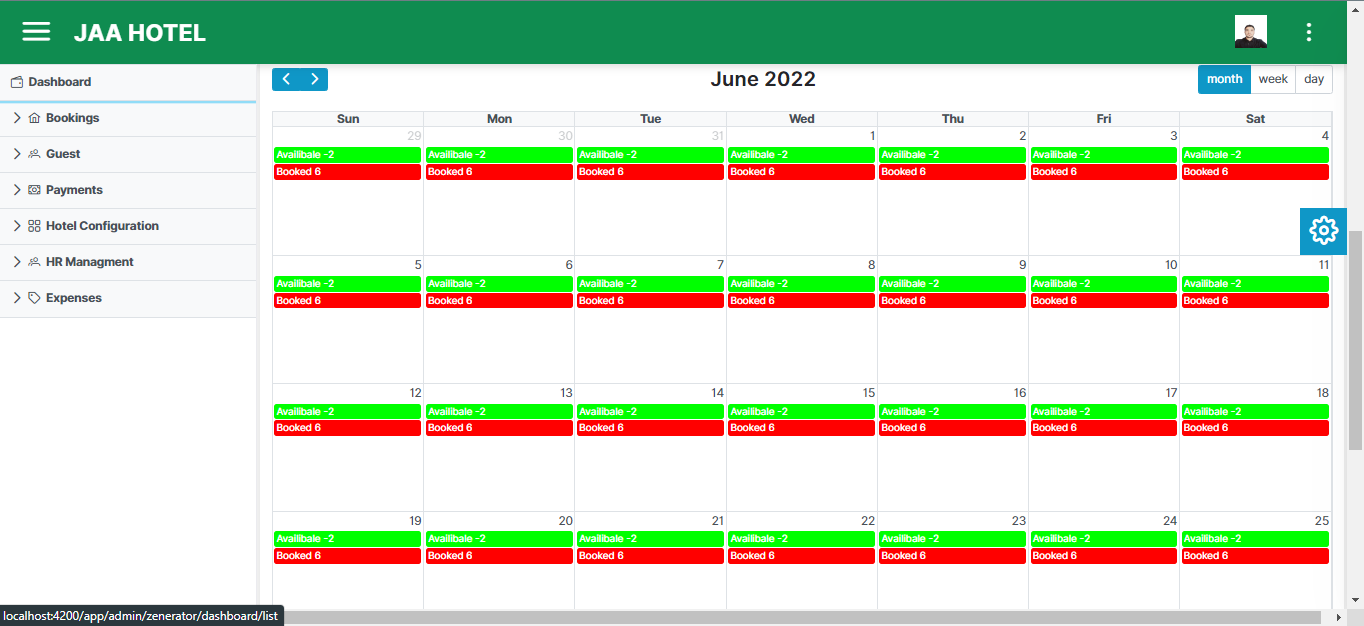 JAA HOTEL
Dashboard
Bookings
Guest
Payments
Hotel Configuration
HR Managment
Expenses
June 2022
month week day
Sun Mon Tue Wed Thu Fri Sat
29 30 31 1 2 3 4
Availibale -2 Availibale -2 Availibale -2 Availibale -2 Availibale -2 Availibale -2 Availibale -2
Booked 6 Booked 6 Booked 6 Booked 6 Booked 6 Booked 6 Booked 6
5 6 7 8 9 10 11
Availibale -2 Availibale -2 Availibale -2 Availibale -2 Availibale -2 Availibale -2 Availibale -2
Booked 6 Booked 6 Booked 6 Booked 6 Booked 6 Booked 6 Booked 6
12 13 14 15 16 17 18
Availibale -2 Availibale -2 Availibale -2 Availibale -2 Availibale -2 Availibale -2 Availibale -2
Booked 6 Booked 6 Booked 6 Booked 6 Booked 6 Booked 6 Booked 6
19 20 21 22 23 24 25
Availibale -2 Availibale -2 Availibale -2 Availibale -2 Availibale -2 Availibale -2 Availibale -2
Booked 6 Booked 6 Booked 6 Booked 6 Booked 6 Booked 6 Booked 6
localhost:4200/app/admin/zenerator/dashboard/list